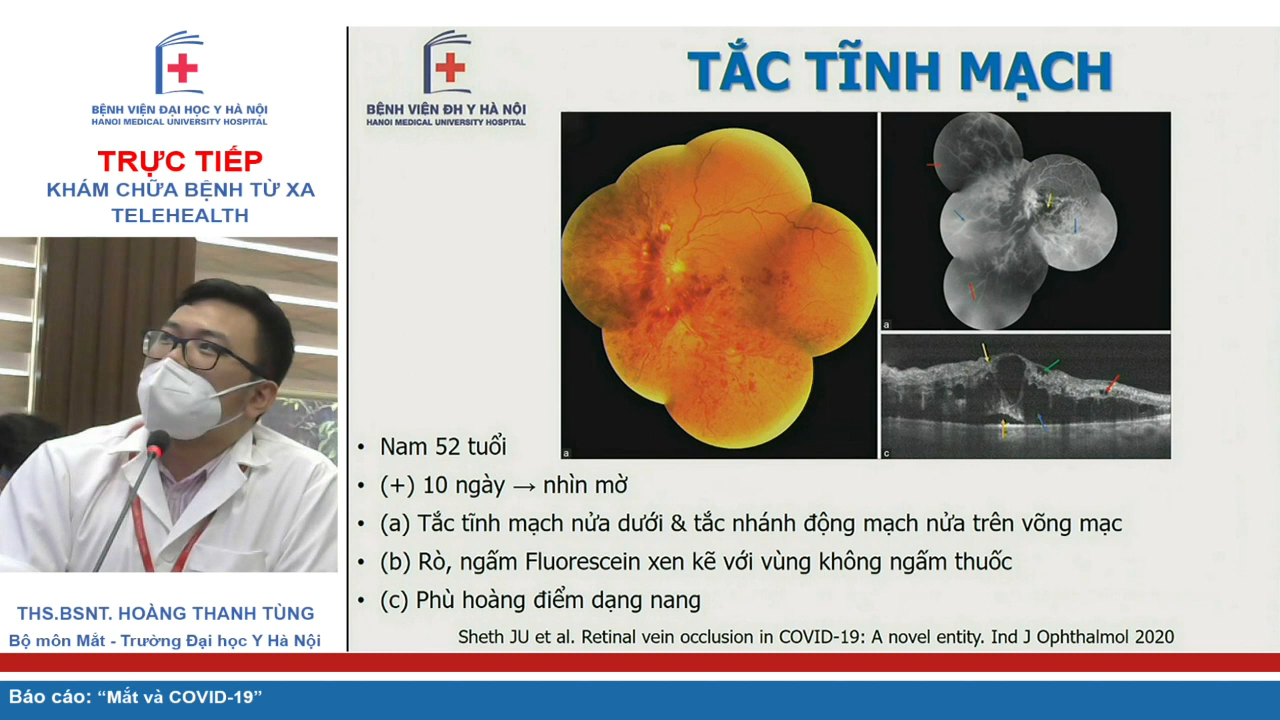 BỆNH VIỆN ĐẠI HỌC Y HÀ NỘI
HANOI MEDICAL UNIVERSITY HOSPITAL
TRỰC TIẾP
KHÁM CHỮA BỆNH TỪ XA
TELEHEALTH
THS.BSNT. HOÀNG THANH TÙNG
Bộ môn Mắt - Trường Đại học Y Hà Nội
BỆNH VIỆN ĐH Y HÀ NỘI
HANOI MEDICAL UNIVERSITY HOSPITAL
TẮC TĨNH MẠCH
a
a
c
• Nam 52 tuổi
• (+) 10 ngày → nhìn mờ
• (a) Tắc tĩnh mạch nửa dưới & tắc nhánh động mạch nửa trên võng mạc
• (b) Rò, ngấm Fluorescein xen kẽ với vùng không ngấm thuốc
• (c) Phù hoàng điểm dạng nang
Sheth JU et al. Retinal vein occlusion in COVID-19: A novel entity. Ind J Ophthalmol 2020
Báo cáo: “Mắt và COVID-19”